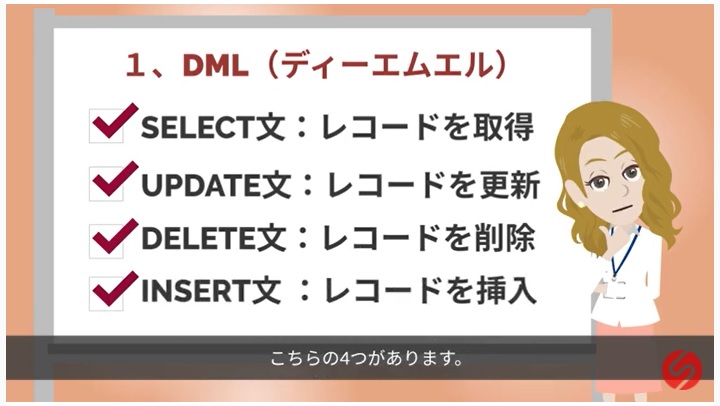 １、DML（ディーエムエル）
SELECT文：レコードを取得
UPDATE文：レコードを更新
DELETE文：レコードを削除
INSERT文 ：レコードを挿入
こちらの4つがあります。